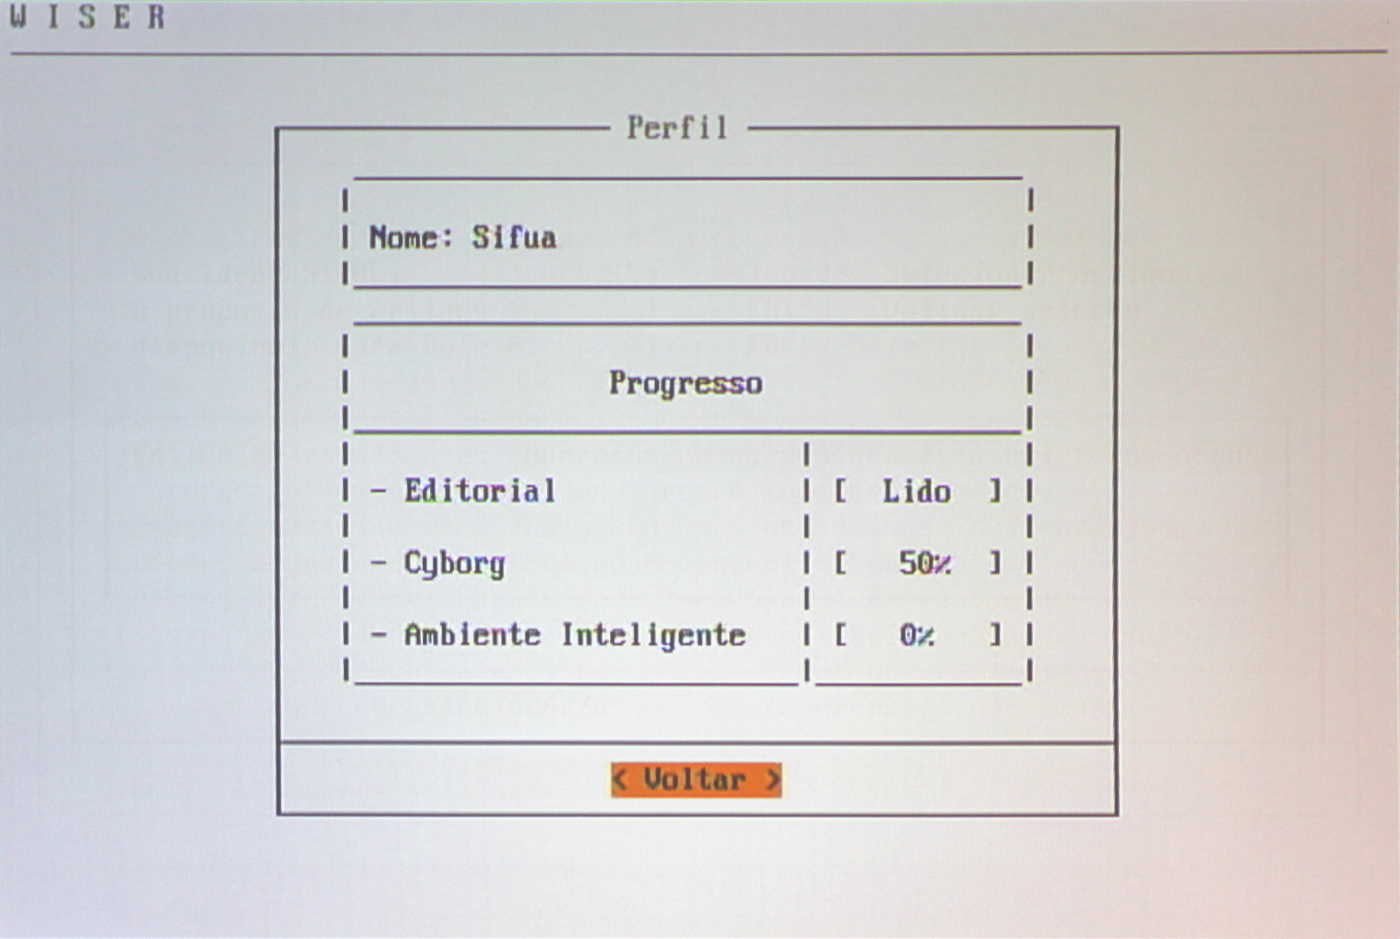 W I S E R
Perfil
Nome: Sifua
Progresso
- Editorial [ Lido ]
- Cyborg [ 50% ]
- Ambiente Inteligente [ 0% ]
< Voltar >